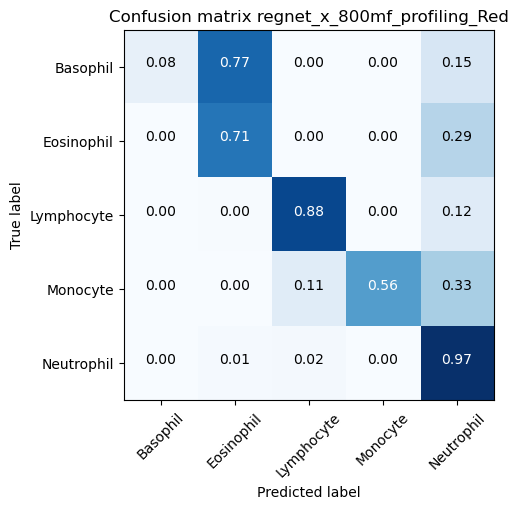 Confusion matrix regnet_x_800mf_profiling_Red
True label
Basophil 0.08 0.77 0.00 0.00 0.15
Eosinophil 0.00 0.71 0.00 0.00 0.29
Lymphocyte 0.00 0.00 0.88 0.00 0.12
Monocyte 0.00 0.00 0.11 0.56 0.33
Neutrophil 0.00 0.01 0.02 0.00 0.97
Basophil Eosinophil Lymphocyte Monocyte Neutrophil
Predicted label